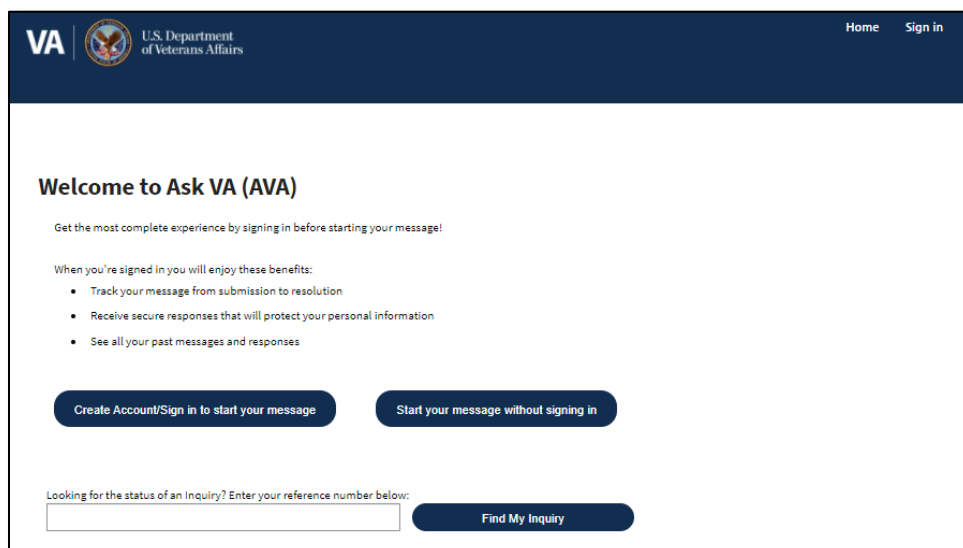 VA
U.S. Department
of Veterans Affairs
Home Sign in
Welcome to Ask VA (AVA)
Get the most complete experience by signing in before starting your message!
When you're signed in you will enjoy these benefits:
Track your message from submission to resolution
Receive secure responses that will protect your personal information
See all your past messages and responses
Create Account/Sign in to start your message
Start your message without signing in
Looking for the status of an Inquiry? Enter your reference number below:
Find My Inquiry